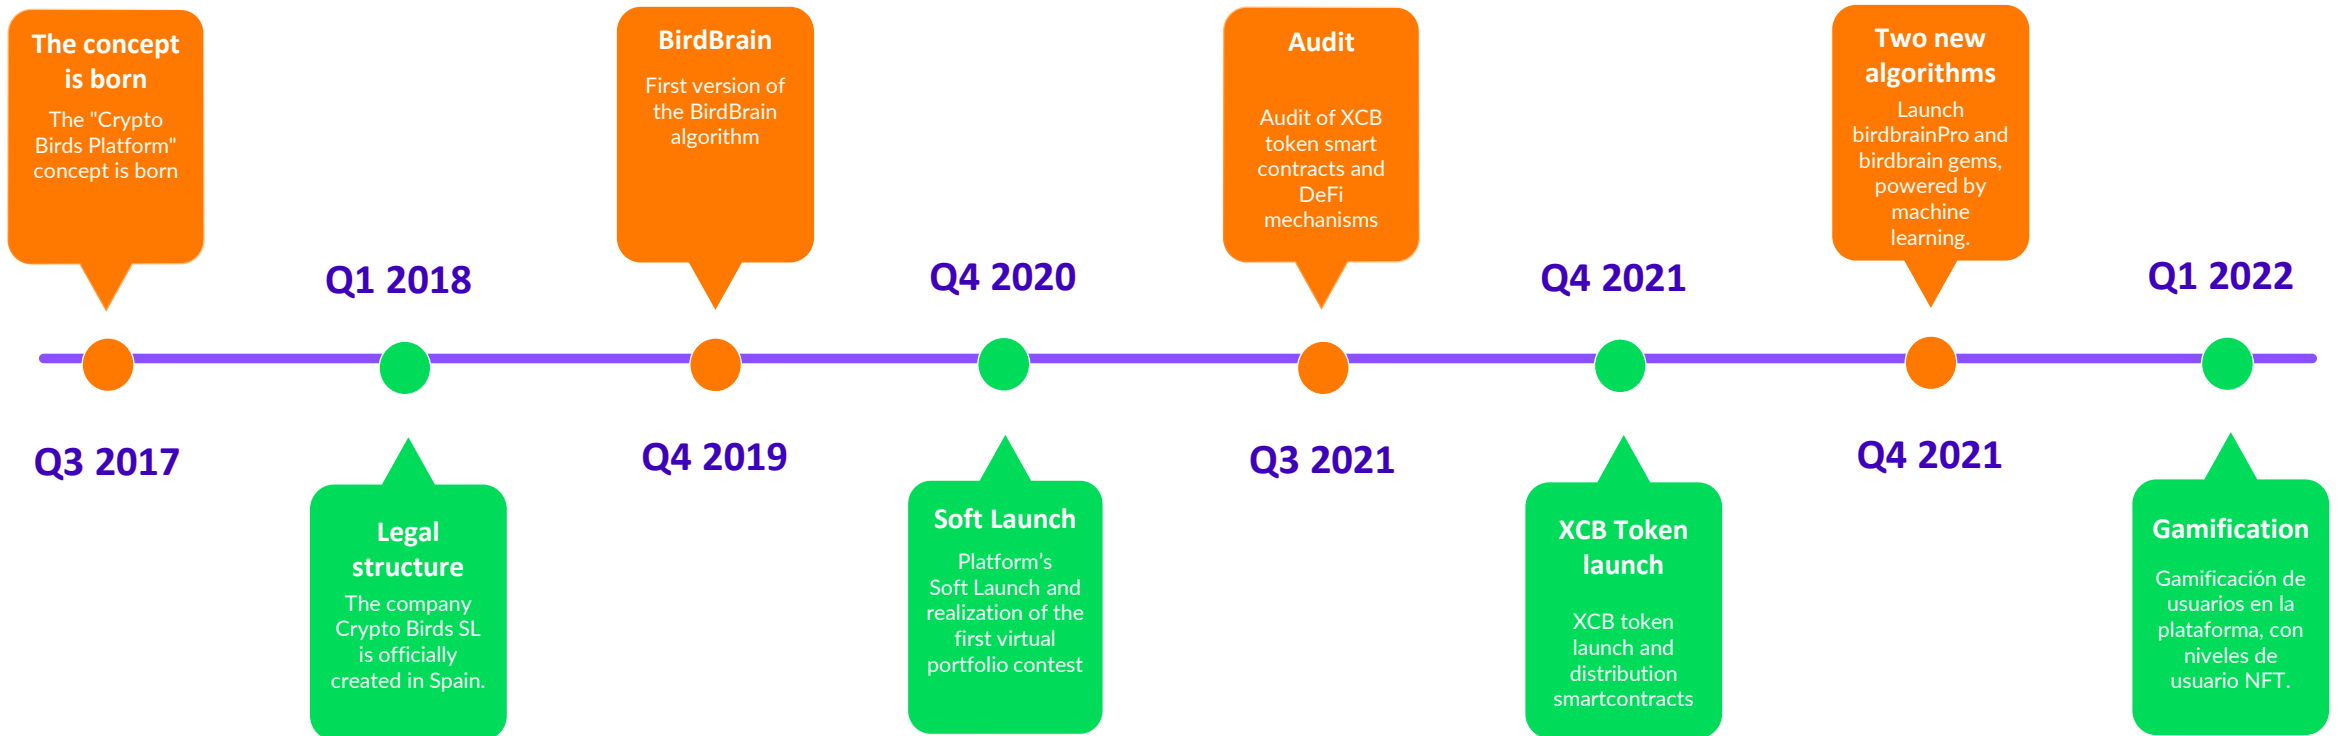 The concept
is born
The "Crypto
Birds Platform"
concept is born
Q3 2017
Q1 2018
Legal
structure
The company
Crypto Birds SL
is officially
created in Spain.
BirdBrain
First version of
the BirdBrain
algorithm
Q4 2019
Q4 2020
Soft Launch
Platform’s
Soft Launch and
realization of the
first virtual
portfolio contest
Audit
Audit of XCB
token smart
contracts and
DeFi
mechanisms
Q3 2021
Q4 2021
XCB Token
launch
XCB token
launch and
distribution
smartcontracts
Two new
algorithms
Launch
birdbrainPro and
birdbrain gems,
powered by
machine
learning.
Q4 2021
Q1 2022
Gamification
Gamificación de
usuarios en la
plataforma, con
niveles de
usuario NFT.